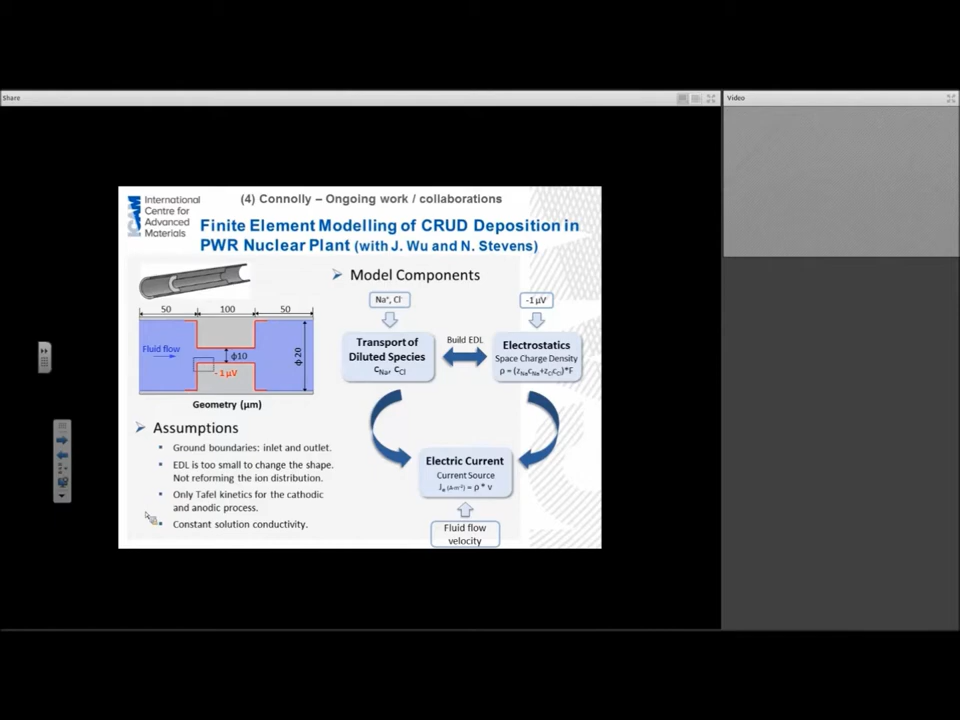 Share
Video
ICAM
International
Centre for
Advanced
Materials
(4) Connolly – Ongoing work / collaborations
Finite Element Modelling of CRUD Deposition in
PWR Nuclear Plant (with J. Wu and N. Stevens)
50 100 50
Fluid flow
ϕ10
ϕ 20
- 1 μV
Geometry (μm)
Assumptions
Ground boundaries: inlet and outlet.
EDL is too small to change the shape.
Not reforming the ion distribution.
Only Tafel kinetics for the cathodic
and anodic process.
Constant solution conductivity.
Model Components
Na⁺, Cl⁻
-1 μV
Transport of
Diluted Species
c_Na, c_Cl
Build EDL
Electrostatics
Space Charge Density
ρ = (z_Na c_Na+z_Cl c_Cl)*F
Electric Current
Current Source
J_e (A·m⁻²) = ρ * v
Fluid flow
velocity